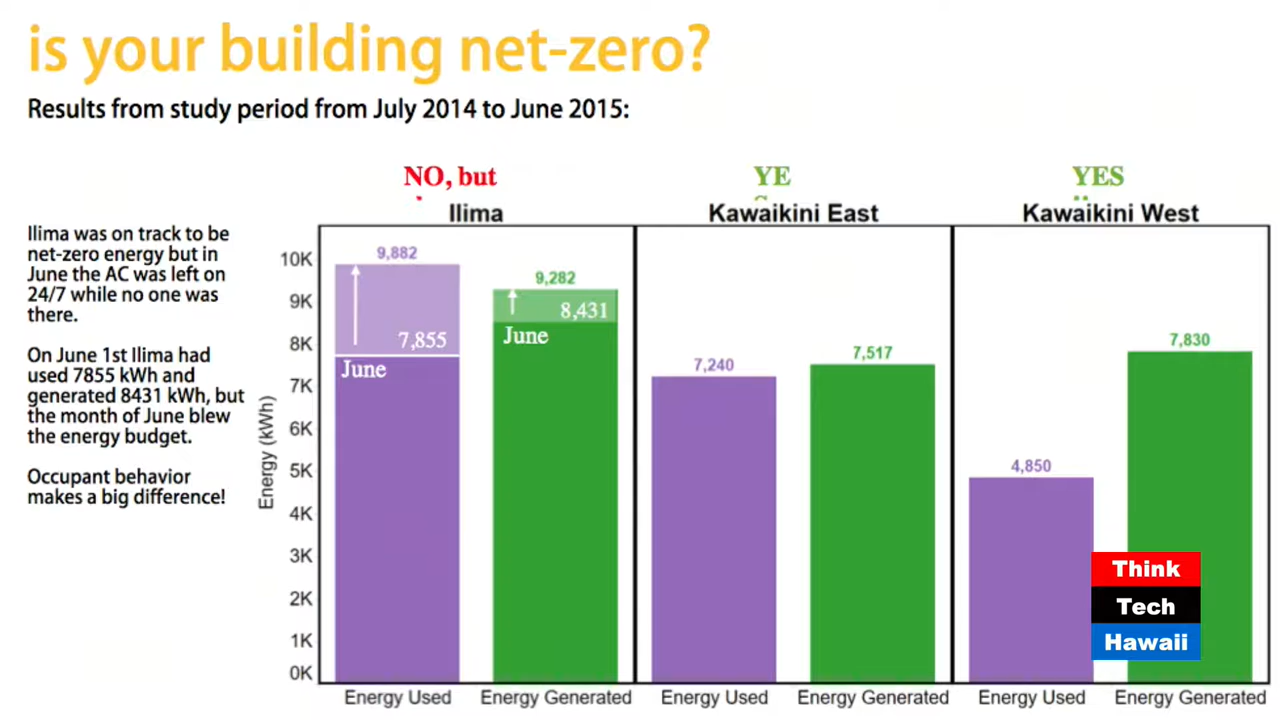 is your building net-zero?
Results from study period from July 2014 to June 2015:
NO, but
YE
YES
Ilima
Kawaikini East
Kawaikini West
Ilima was on track to be
net-zero energy but in
June the AC was left on
24/7 while no one was
there.
On June 1st Ilima had
used 7855 kWh and
generated 8431 kWh, but
the month of June blew
the energy budget.
Occupant behavior
makes a big difference!
Energy (kWh)
10K
9K
8K
7K
6K
5K
4K
3K
2K
1K
0K
9,882
7,855
June
9,282
8,431
June
7,240
7,517
4,850
7,830
Energy Used
Energy Generated
Energy Used
Energy Generated
Energy Used
Energy Generated
Think
Tech
Hawaii